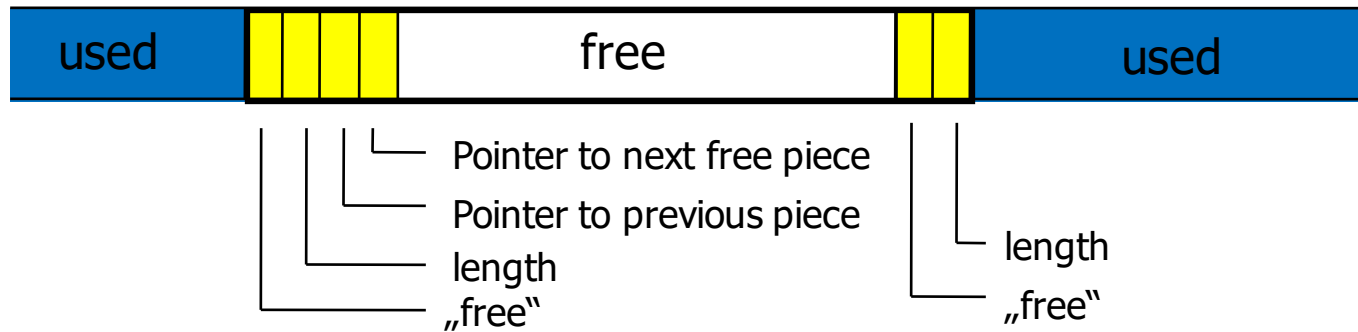 used free used
Pointer to next free piece
Pointer to previous piece
length
„free“
length
„free“